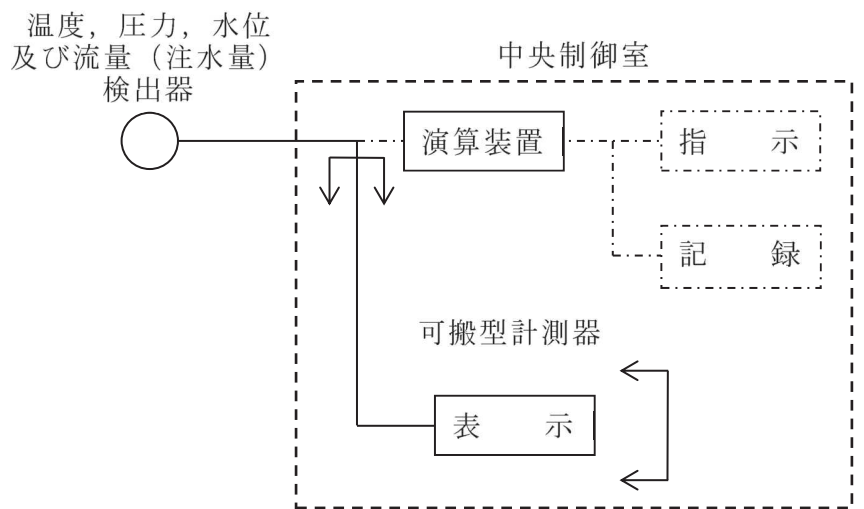 温度，圧力，水位
及び流量（注水量）
検出器
中央制御室
演算装置
指　示
記　録
可搬型計測器
表　示